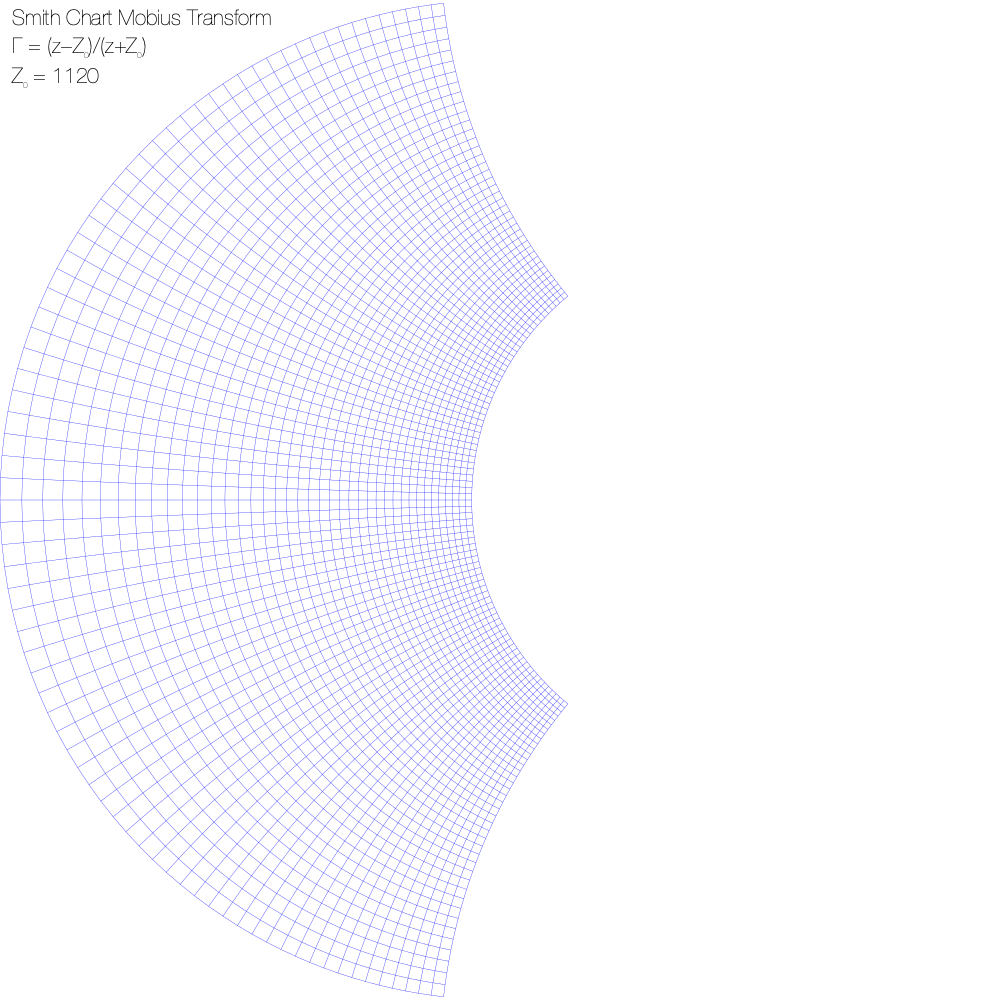 Smith Chart Mobius Transform
Γ = (z−Z₀)/(z+Z₀)
Z₀ = 1120